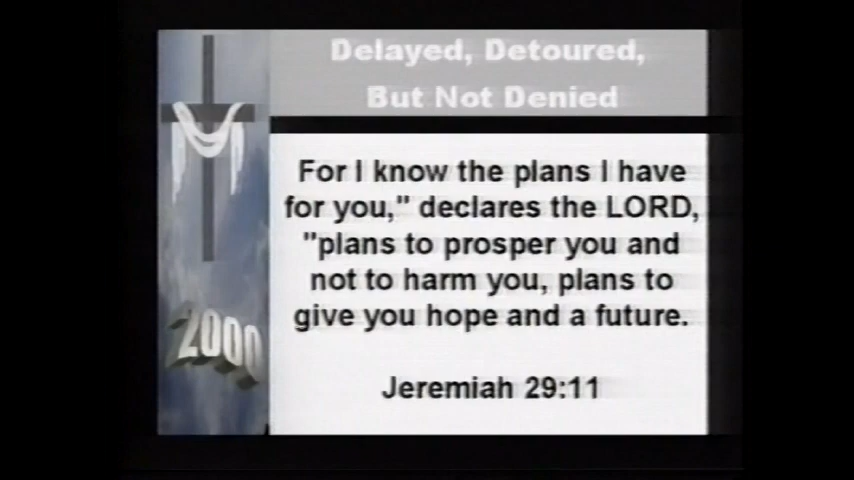 Delayed, Detoured,
But Not Denied
For I know the plans I have
for you," declares the LORD,
"plans to prosper you and
not to harm you, plans to
give you hope and a future.
Jeremiah 29:11
2000